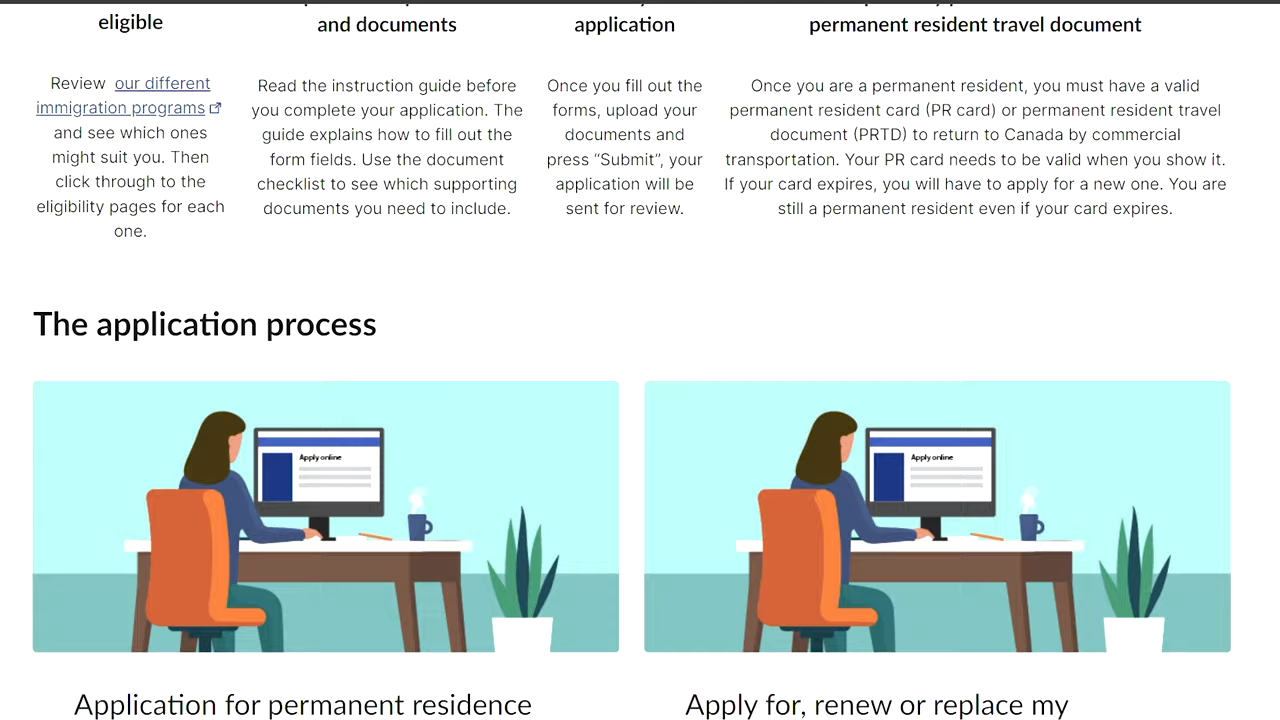 eligible
and documents
application
permanent resident travel document
Review our different
immigration programs
and see which ones
might suit you. Then
click through to the
eligibility pages for each
one.
Read the instruction guide before
you complete your application. The
guide explains how to fill out the
form fields. Use the document
checklist to see which supporting
documents you need to include.
Once you fill out the
forms, upload your
documents and
press “Submit”, your
application will be
sent for review.
Once you are a permanent resident, you must have a valid
permanent resident card (PR card) or permanent resident travel
document (PRTD) to return to Canada by commercial
transportation. Your PR card needs to be valid when you show it.
If your card expires, you will have to apply for a new one. You are
still a permanent resident even if your card expires.
The application process
Apply online
Apply online
Application for permanent residence
Apply for, renew or replace my